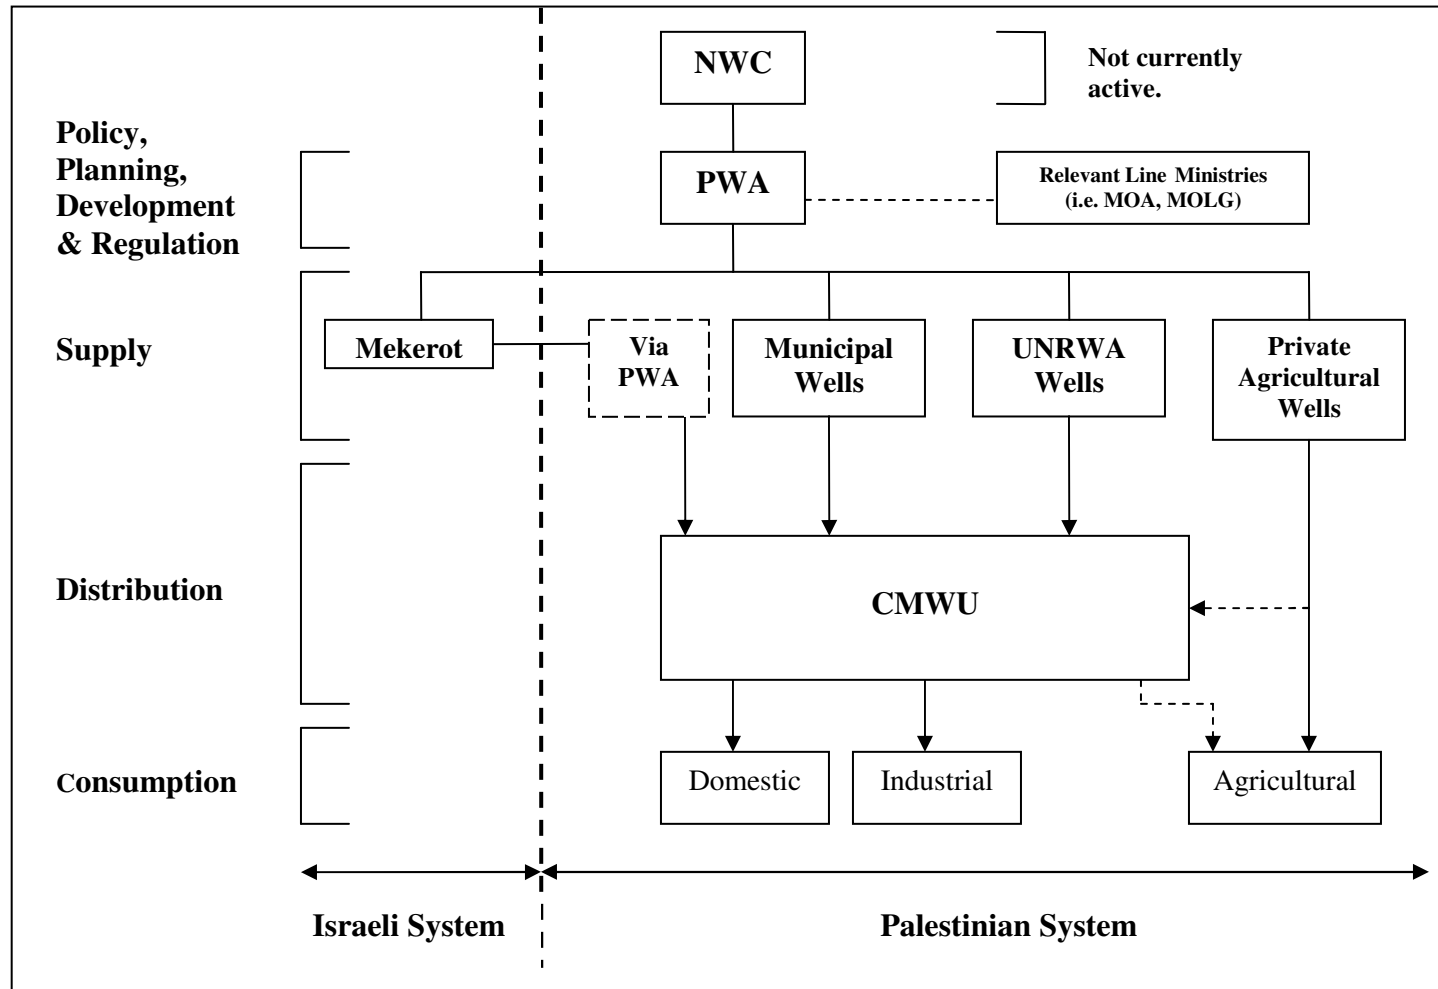 NWC
Not currently
active.
Policy,
Planning,
Development
& Regulation
PWA
Relevant Line Ministries
(i.e. MOA, MOLG)
Supply
Mekerot
Via
PWA
Municipal
Wells
UNRWA
Wells
Private
Agricultural
Wells
Distribution
CMWU
Consumption
Domestic
Industrial
Agricultural
Israeli System
Palestinian System